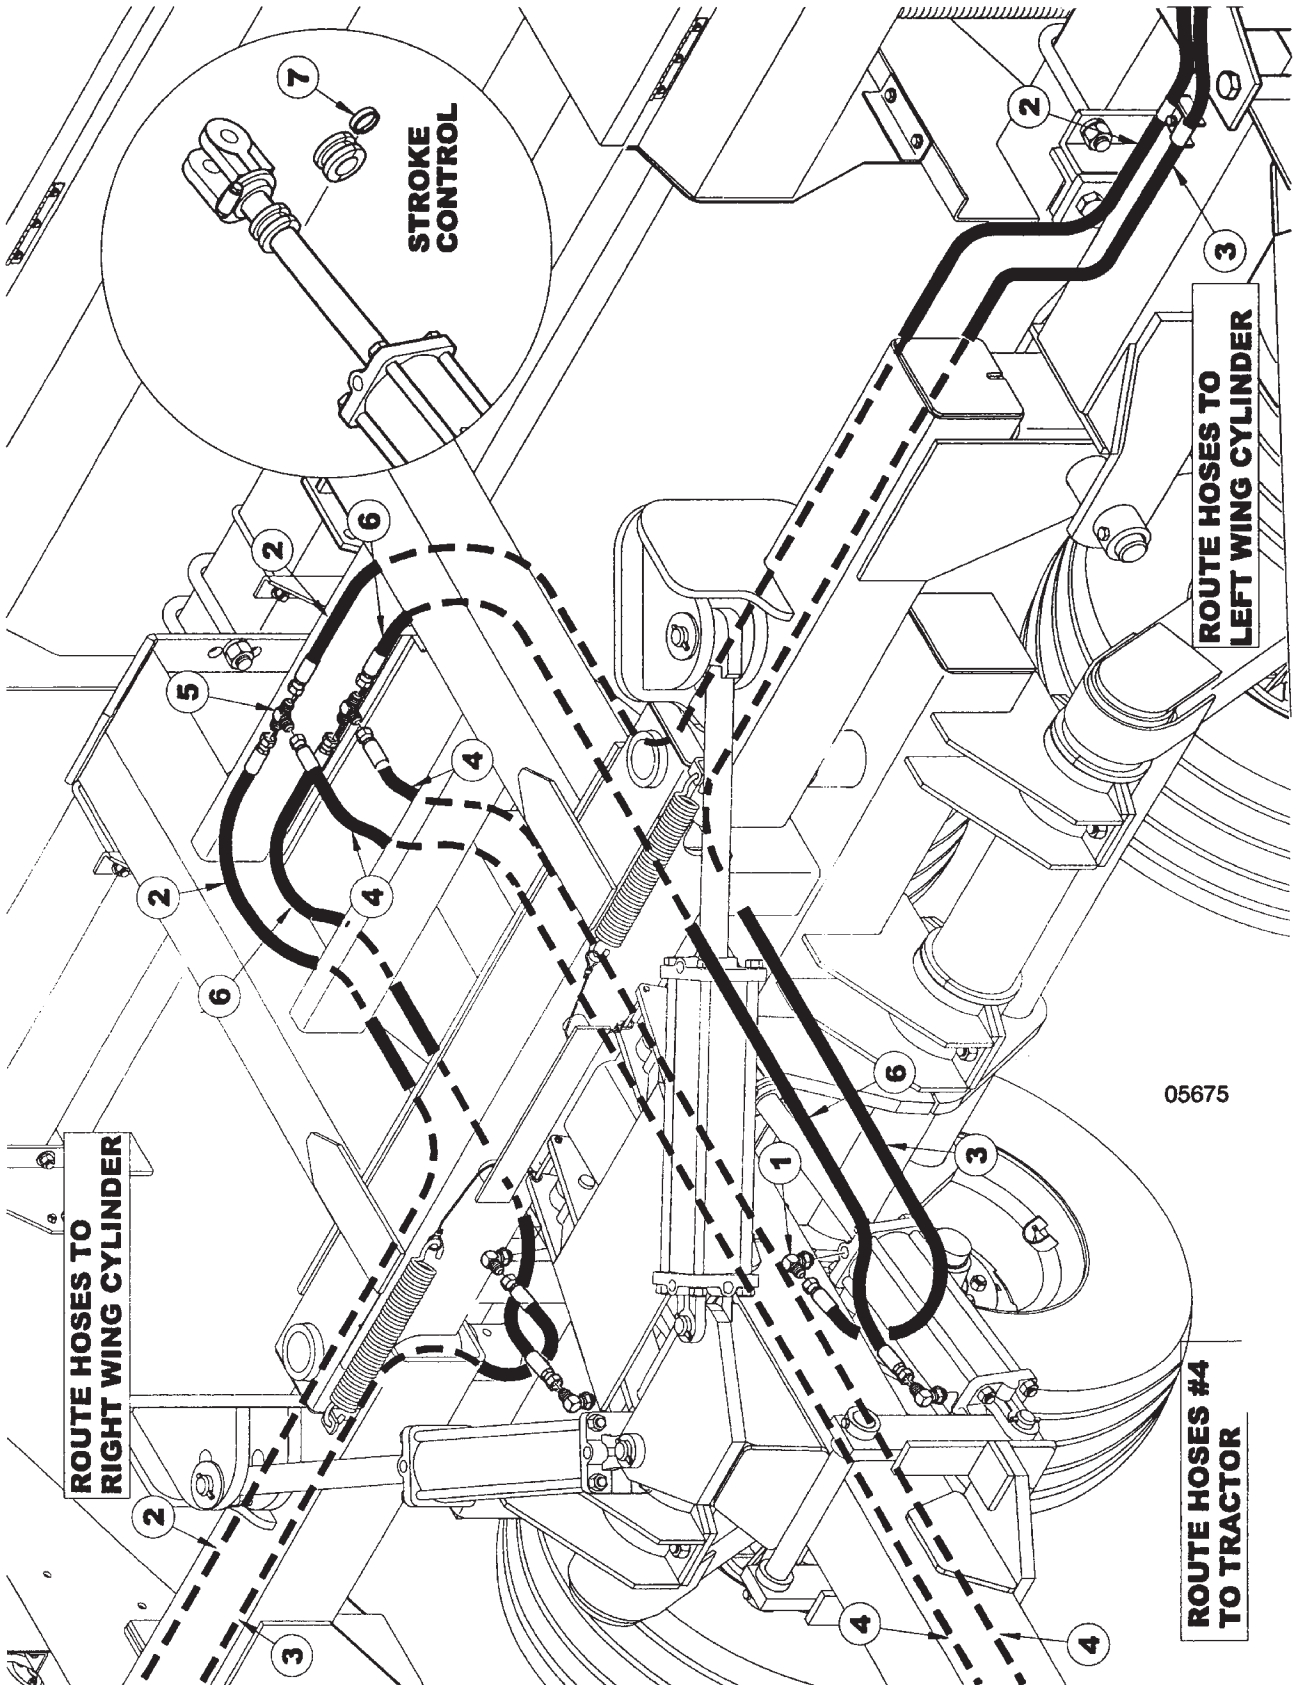 7
STROKE
CONTROL
2
3
ROUTE HOSES TO
LEFT WING CYLINDER
6
2
5
4
4
2
6
6
3
1
05675
ROUTE HOSES TO
RIGHT WING CYLINDER
2
3
4
4
ROUTE HOSES #4
TO TRACTOR